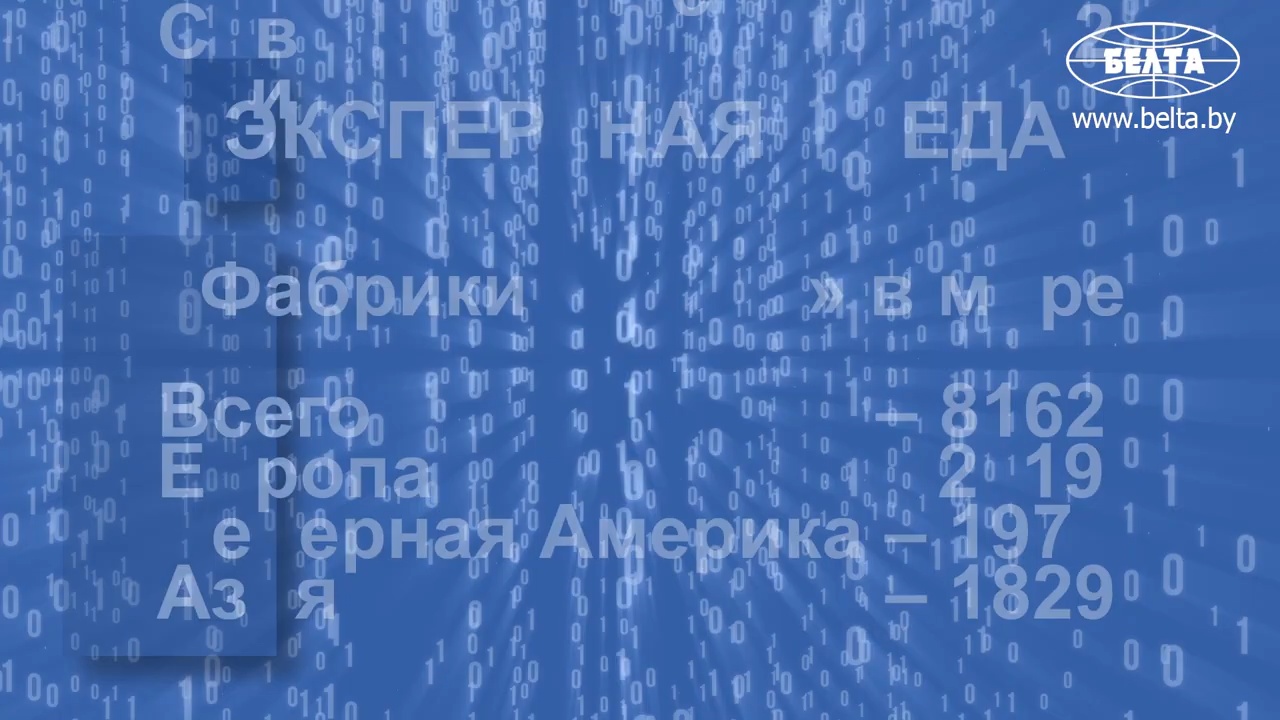 БЕЛТА
www.belta.by
С в 2
и
ЭКСПЕР НАЯ ЕДА
Фабрики » в м ре
Всего – 8162
Е ропа 2 19
е ерная Америка – 197
Аз я – 1829